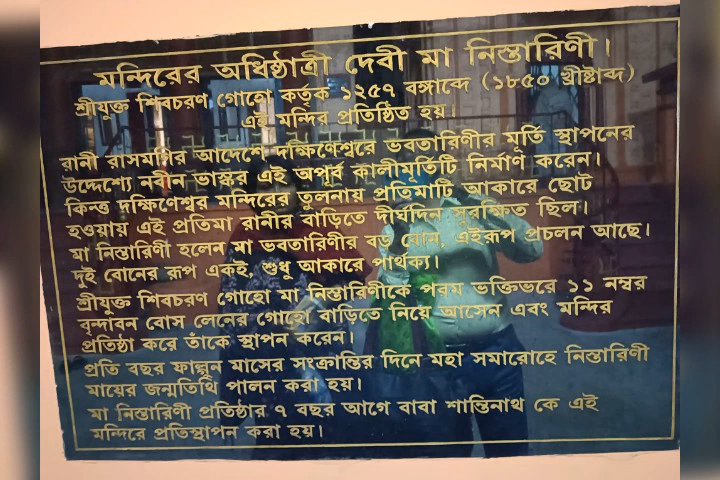 মন্দিরের অধিষ্ঠাত্রী দেবী মা নিস্তারিণী।
শ্রীযুক্ত শিবচরণ গোহো কর্তৃক ১২৫৭ বঙ্গাব্দে (১৮৫০ খ্রীষ্টাব্দ)
এই মন্দির প্রতিষ্ঠিত হয়।
রানী রাসমণির আদেশে দক্ষিণেশ্বরে ভবতারিণীর মূর্তি স্থাপনের
উদ্দেশ্যে নবীন ভাস্কর এই অপূর্ব কালীমূর্তিটি নির্মাণ করেন।
কিন্তু দক্ষিণেশ্বর মন্দিরের তুলনায় প্রতিমাটি আকারে ছোট
হওয়ায় এই প্রতিমা রানীর বাড়িতে দীর্ঘদিন সুরক্ষিত ছিল।
মা নিস্তারিণী হলেন মা ভবতারিণীর বড় বোন, এইরূপ প্রচলন আছে।
দুই বোনের রূপ একই, শুধু আকারে পার্থক্য।
শ্রীযুক্ত শিবচরণ গোহো মা নিস্তারিণীকে পরম ভক্তিভরে ১১ নম্বর
বৃন্দাবন বোস লেনের গোহো বাড়িতে নিয়ে আসেন এবং মন্দির
প্রতিষ্ঠা করে তাঁকে স্থাপন করেন।
প্রতি বছর ফাল্গুন মাসের সংক্রান্তির দিনে মহা সমারোহে নিস্তারিণী
মায়ের জন্মতিথি পালন করা হয়।
মা নিস্তারিণী প্রতিষ্ঠার ৭ বছর আগে বাবা শান্তিনাথ কে এই
মন্দিরে প্রতিস্থাপন করা হয়।